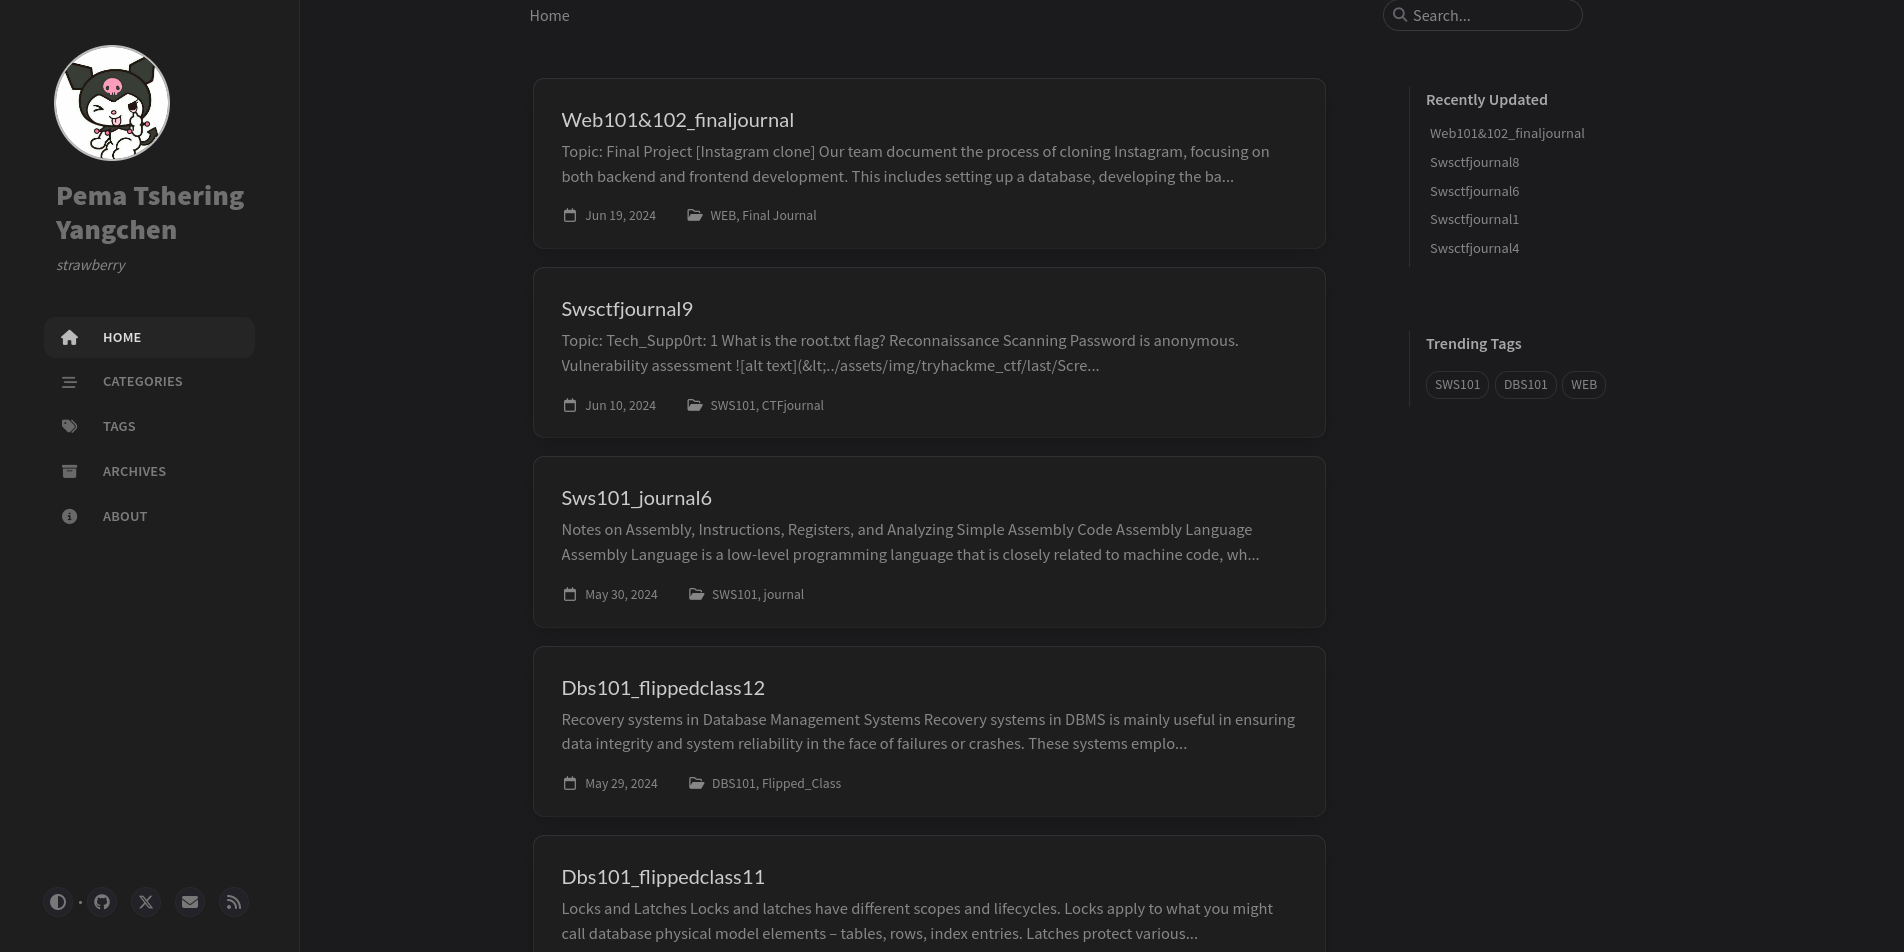 Pema Tshering
Yangchen
strawberry
HOME
CATEGORIES
TAGS
ARCHIVES
ABOUT
Home
Search...
Web101&102_finaljournal
Topic: Final Project [Instagram clone] Our team document the process of cloning Instagram, focusing on
both backend and frontend development. This includes setting up a database, developing the ba...
Jun 19, 2024
WEB, Final Journal
Swsctfjournal9
Topic: Tech_Supp0rt: 1 What is the root.txt flag? Reconnaissance Scanning Password is anonymous.
Vulnerability assessment ![alt text](&lt;../assets/img/tryhackme_ctf/last/Scre...
Jun 10, 2024
SWS101, CTFjournal
Sws101_journal6
Notes on Assembly, Instructions, Registers, and Analyzing Simple Assembly Code Assembly Language
Assembly Language is a low-level programming language that is closely related to machine code, wh...
May 30, 2024
SWS101, journal
Dbs101_flippedclass12
Recovery systems in Database Management Systems Recovery systems in DBMS is mainly useful in ensuring
data integrity and system reliability in the face of failures or crashes. These systems emplo...
May 29, 2024
DBS101, Flipped_Class
Dbs101_flippedclass11
Locks and Latches Locks and latches have different scopes and lifecycles. Locks apply to what you might
call database physical model elements – tables, rows, index entries. Latches protect various...
Recently Updated
Web101&102_finaljournal
Swsctfjournal8
Swsctfjournal6
Swsctfjournal1
Swsctfjournal4
Trending Tags
SWS101
DBS101
WEB